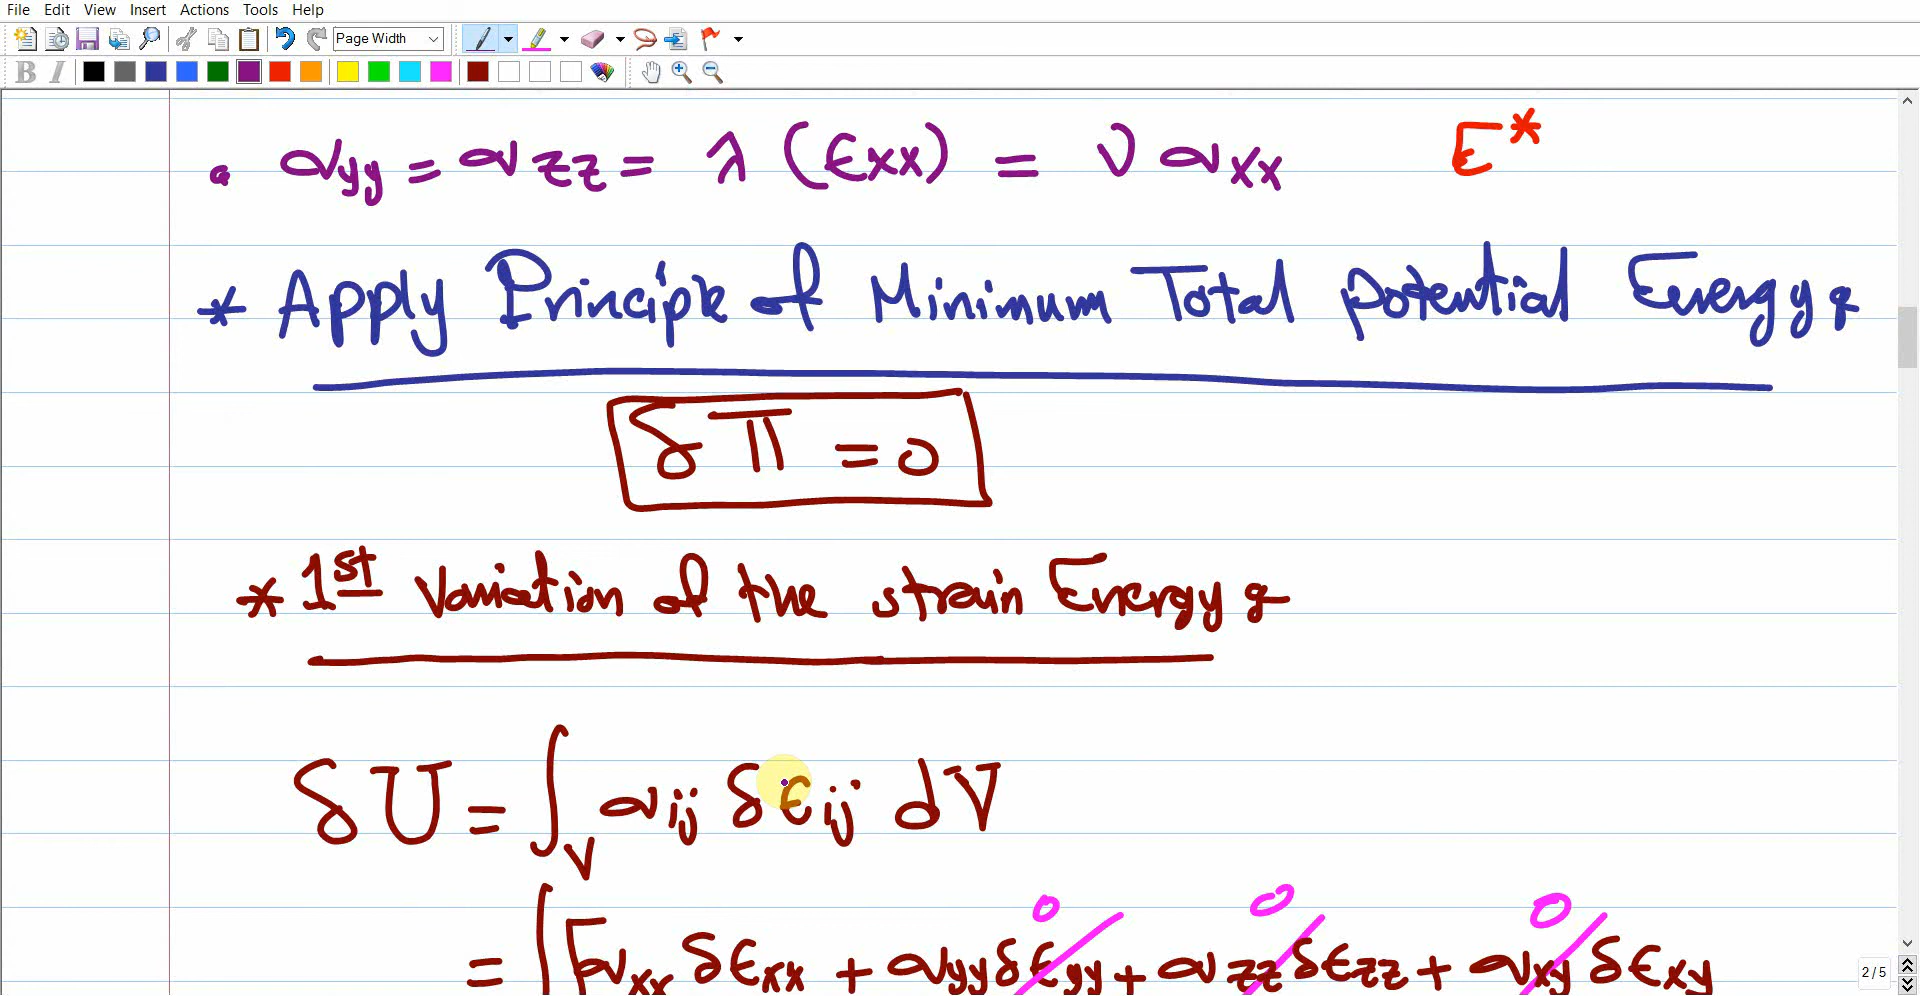 File Edit View Insert Actions Tools Help
Page Width
B I
• σyy = σzz = λ (εxx) = ν σxx E*
* Apply Principle of Minimum Total Potential Energy :
δπ = 0
* 1st Variation of the strain Energy :
δU = ∫V σij δεij dV
= ∫ [σxx δεxx + σyy δεyy 0 + σzz δεzz 0 + σxy δεxy 0
2/5